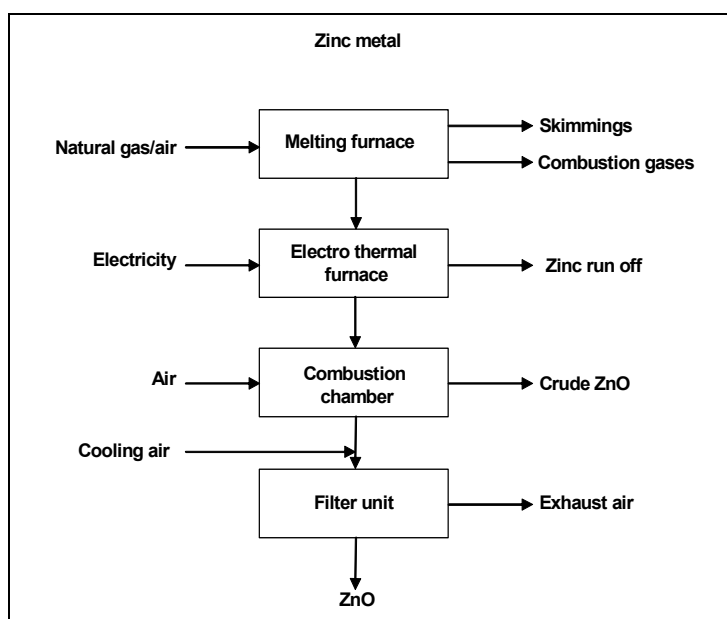 Zinc metal
Natural gas/air
Melting furnace
Skimmings
Combustion gases
Electricity
Electro thermal
furnace
Zinc run off
Air
Combustion
chamber
Crude ZnO
Cooling air
Filter unit
Exhaust air
ZnO